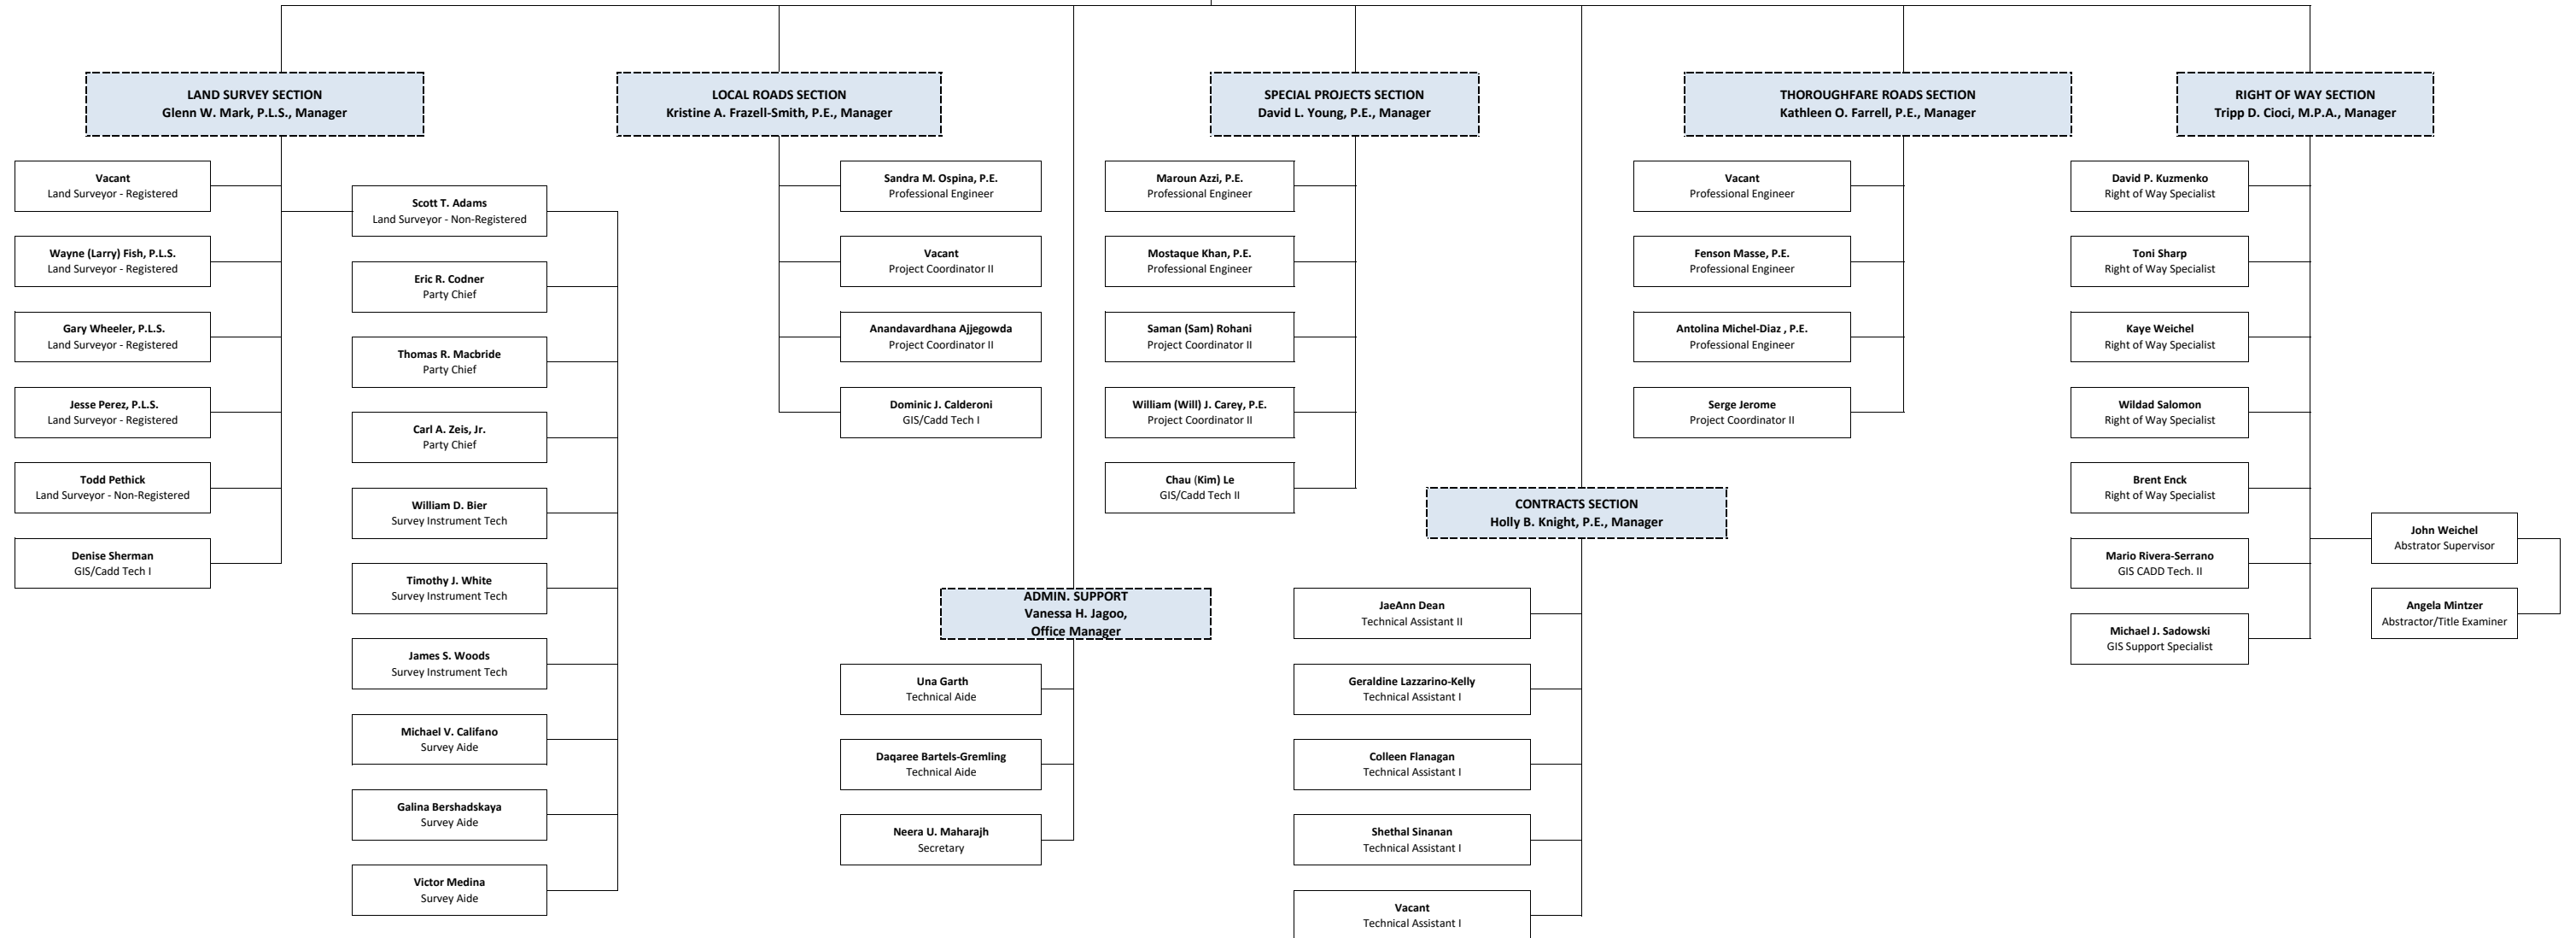 LAND SURVEY SECTION
Glenn W. Mark, P.L.S., Manager
Vacant
Land Surveyor - Registered
Wayne (Larry) Fish, P.L.S.
Land Surveyor - Registered
Gary Wheeler, P.L.S.
Land Surveyor - Registered
Jesse Perez, P.L.S.
Land Surveyor - Registered
Todd Pethick
Land Surveyor - Non-Registered
Denise Sherman
GIS/Cadd Tech I
Scott T. Adams
Land Surveyor - Non-Registered
Eric R. Codner
Party Chief
Thomas R. Macbride
Party Chief
Carl A. Zeis, Jr.
Party Chief
William D. Bier
Survey Instrument Tech
Timothy J. White
Survey Instrument Tech
James S. Woods
Survey Instrument Tech
Michael V. Califano
Survey Aide
Galina Bershadskaya
Survey Aide
Victor Medina
Survey Aide
LOCAL ROADS SECTION
Kristine A. Frazell-Smith, P.E., Manager
Sandra M. Ospina, P.E.
Professional Engineer
Vacant
Project Coordinator II
Anandavardhana Ajjegowda
Project Coordinator II
Dominic J. Calderoni
GIS/Cadd Tech I
ADMIN. SUPPORT
Vanessa H. Jagoo,
Office Manager
Una Garth
Technical Aide
Daqaree Bartels-Gremling
Technical Aide
Neera U. Maharajh
Secretary
SPECIAL PROJECTS SECTION
David L. Young, P.E., Manager
Maroun Azzi, P.E.
Professional Engineer
Mostaque Khan, P.E.
Professional Engineer
Saman (Sam) Rohani
Project Coordinator II
William (Will) J. Carey, P.E.
Project Coordinator II
Chau (Kim) Le
GIS/Cadd Tech II
CONTRACTS SECTION
Holly B. Knight, P.E., Manager
JaeAnn Dean
Technical Assistant II
Geraldine Lazzarino-Kelly
Technical Assistant I
Colleen Flanagan
Technical Assistant I
Shethal Sinanan
Technical Assistant I
Vacant
Technical Assistant I
THOROUGHFARE ROADS SECTION
Kathleen O. Farrell, P.E., Manager
Vacant
Professional Engineer
Fenson Masse, P.E.
Professional Engineer
Antolina Michel-Diaz , P.E.
Professional Engineer
Serge Jerome
Project Coordinator II
RIGHT OF WAY SECTION
Tripp D. Cioci, M.P.A., Manager
David P. Kuzmenko
Right of Way Specialist
Toni Sharp
Right of Way Specialist
Kaye Weichel
Right of Way Specialist
Wildad Salomon
Right of Way Specialist
Brent Enck
Right of Way Specialist
Mario Rivera-Serrano
GIS CADD Tech. II
Michael J. Sadowski
GIS Support Specialist
John Weichel
Abstrator Supervisor
Angela Mintzer
Abstractor/Title Examiner